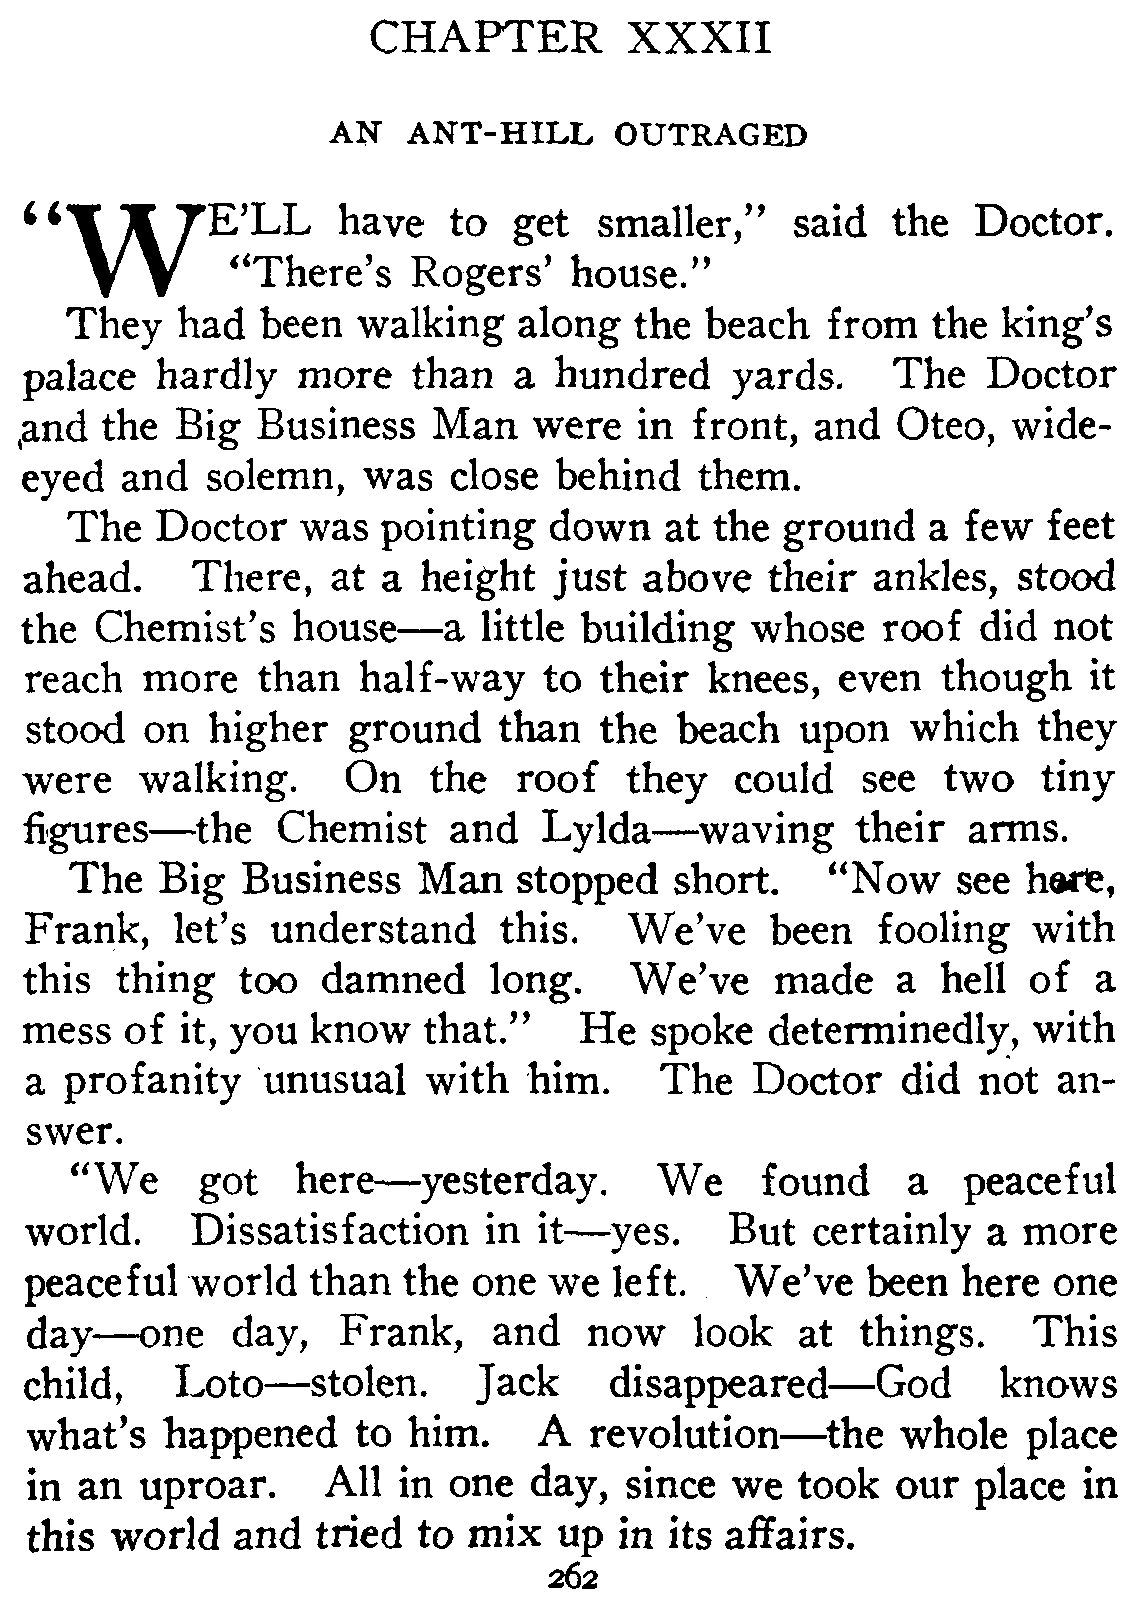 CHAPTER XXXII
AN ANT-HILL OUTRAGED
“WE’LL have to get smaller,” said the Doctor.
“There’s Rogers’ house.”
They had been walking along the beach from the king’s
palace hardly more than a hundred yards. The Doctor
and the Big Business Man were in front, and Oteo, wide-
eyed and solemn, was close behind them.
The Doctor was pointing down at the ground a few feet
ahead. There, at a height just above their ankles, stood
the Chemist’s house—a little building whose roof did not
reach more than half-way to their knees, even though it
stood on higher ground than the beach upon which they
were walking. On the roof they could see two tiny
figures—the Chemist and Lylda—waving their arms.
The Big Business Man stopped short. “Now see here,
Frank, let’s understand this. We’ve been fooling with
this thing too damned long. We’ve made a hell of a
mess of it, you know that.” He spoke determinedly, with
a profanity unusual with him. The Doctor did not an-
swer.
“We got here—yesterday. We found a peaceful
world. Dissatisfaction in it—yes. But certainly a more
peaceful world than the one we left. We’ve been here one
day—one day, Frank, and now look at things. This
child, Loto—stolen. Jack disappeared—God knows
what’s happened to him. A revolution—the whole place
in an uproar. All in one day, since we took our place in
this world and tried to mix up in its affairs.
262